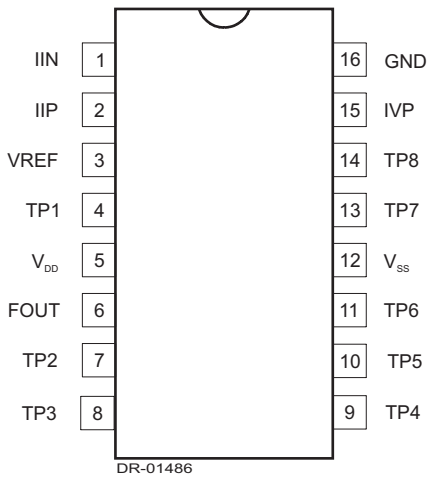 IIN 1 16 GND
IIP 2 15 IVP
VREF 3 14 TP8
TP1 4 13 TP7
VDD 5 12 VSS
FOUT 6 11 TP6
TP2 7 10 TP5
TP3 8 9 TP4
DR-01486